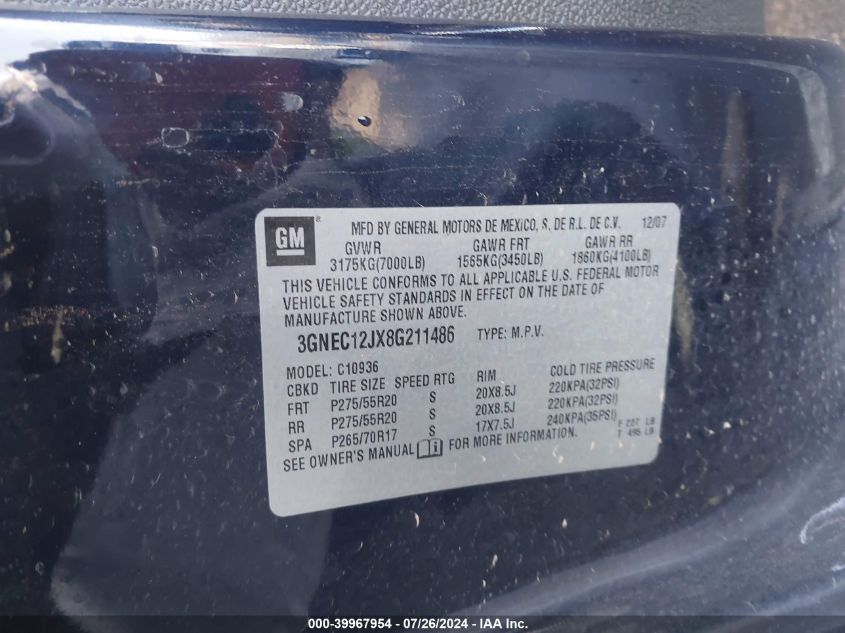 GM ® MFD BY GENERAL MOTORS DE MEXICO, S. DE R.L. DE C.V. 12/07
GVWR GAWR FRT GAWR RR
3175KG(7000LB) 1565KG(3450LB) 1860KG(4100LB)
THIS VEHICLE CONFORMS TO ALL APPLICABLE U.S. FEDERAL MOTOR
VEHICLE SAFETY STANDARDS IN EFFECT ON THE DATE OF
MANUFACTURE SHOWN ABOVE.
3GNEC12JX8G211486 TYPE: M.P.V.
MODEL: C10936
CBKD TIRE SIZE SPEED RTG RIM COLD TIRE PRESSURE
FRT P275/55R20 S 20X8.5J 220KPA(32PSI)
RR P275/55R20 S 20X8.5J 220KPA(32PSI)
SPA P265/70R17 S 17X7.5J 240KPA(35PSI)
F 227 LB
T 495 LB
SEE OWNER'S MANUAL i FOR MORE INFORMATION.
000-39967954 / 07/26/2024 - IAA Inc.